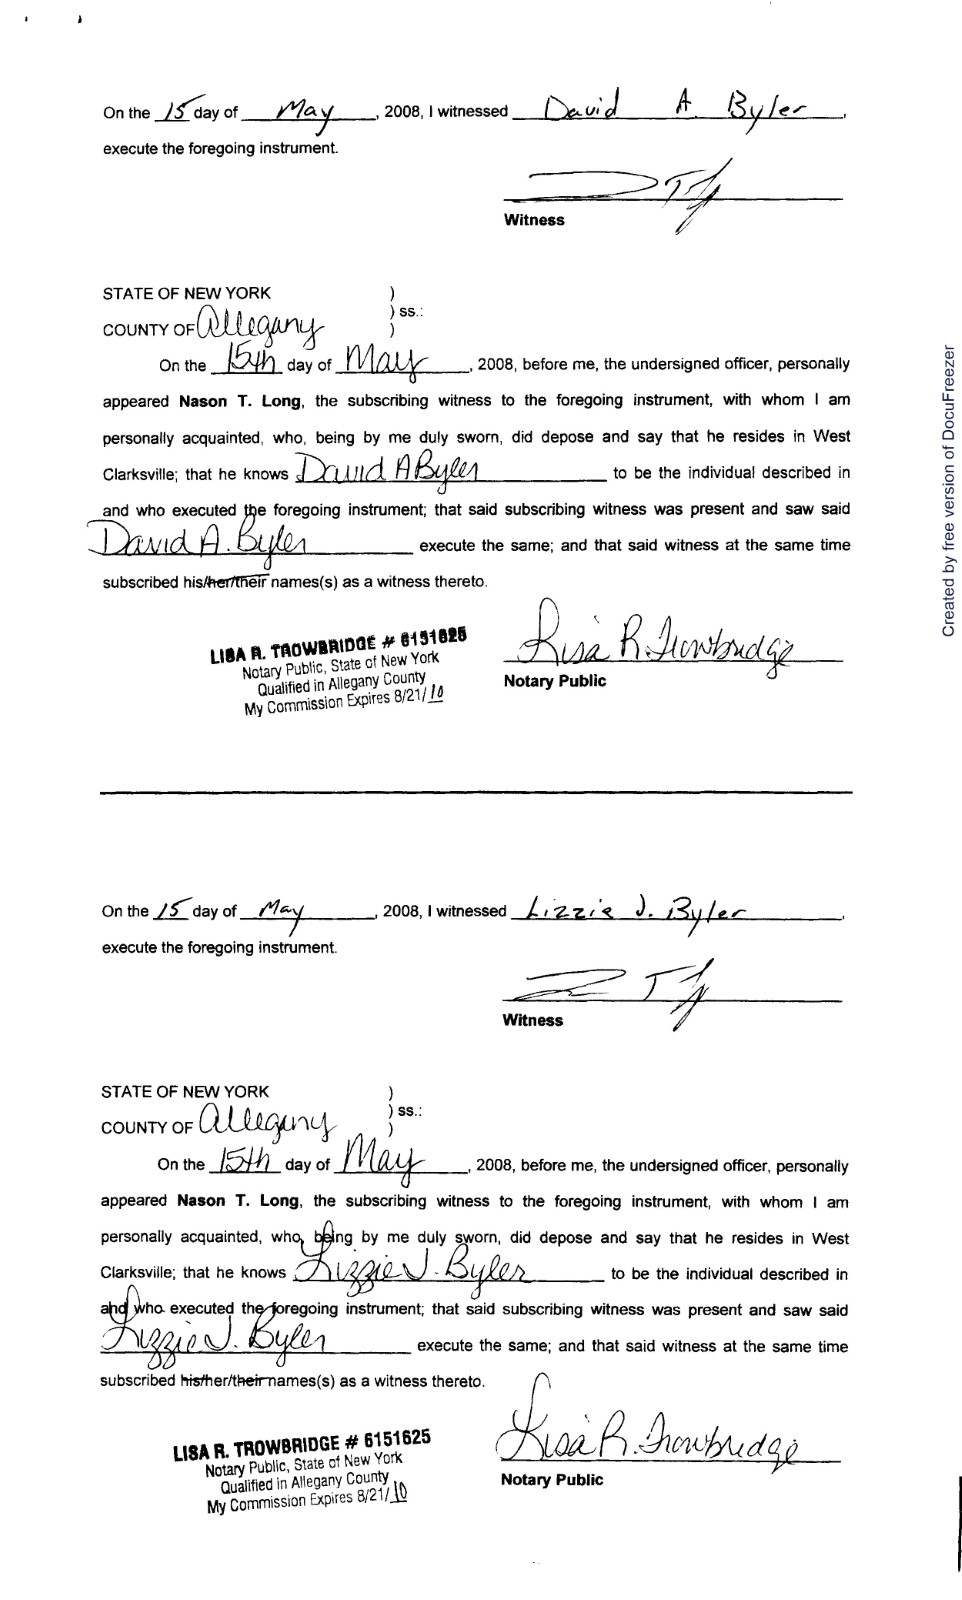 On the 15 day of May, 2008, I witnessed David A. Byler,
execute the foregoing instrument.
Witness
STATE OF NEW YORK )
) ss.:
COUNTY OF Allegany )
On the 15th day of May, 2008, before me, the undersigned officer, personally
appeared Nason T. Long, the subscribing witness to the foregoing instrument, with whom I am
personally acquainted, who, being by me duly sworn, did depose and say that he resides in West
Clarksville; that he knows David A Byler to be the individual described in
and who executed the foregoing instrument; that said subscribing witness was present and saw said
David A. Byler execute the same; and that said witness at the same time
subscribed his/her/their names(s) as a witness thereto.
LISA R. TROWBRIDGE # 6151625
Notary Public, State of New York
Qualified in Allegany County
My Commission Expires 8/21/10
Lisa R. Trowbridge
Notary Public
On the 15 day of May, 2008, I witnessed Lizzie J. Byler,
execute the foregoing instrument.
Witness
STATE OF NEW YORK )
) ss.:
COUNTY OF Allegany )
On the 15th day of May, 2008, before me, the undersigned officer, personally
appeared Nason T. Long, the subscribing witness to the foregoing instrument, with whom I am
personally acquainted, who, being by me duly sworn, did depose and say that he resides in West
Clarksville; that he knows Lizzie J. Byler to be the individual described in
and who executed the foregoing instrument; that said subscribing witness was present and saw said
Lizzie J. Byler execute the same; and that said witness at the same time
subscribed his/her/their names(s) as a witness thereto.
LISA R. TROWBRIDGE # 6151625
Notary Public, State of New York
Qualified in Allegany County
My Commission Expires 8/21/10
Lisa R. Trowbridge
Notary Public
Created by free version of DocuFreezer